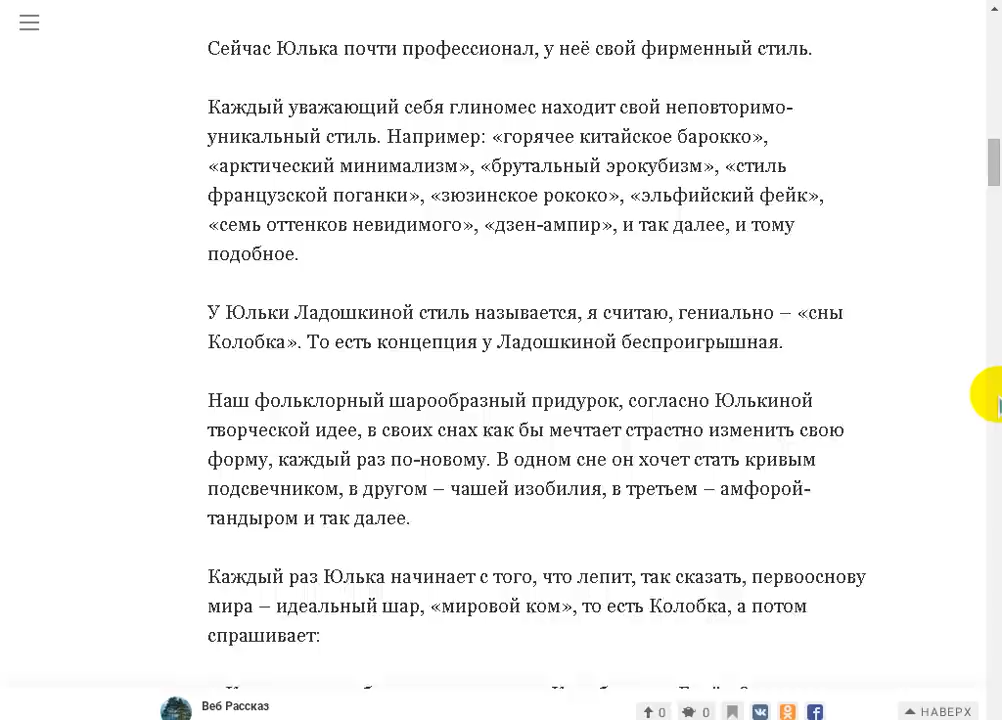 Сейчас Юлька почти профессионал, у неё свой фирменный стиль.
Каждый уважающий себя глиномес находит свой неповторимо-
уникальный стиль. Например: «горячее китайское барокко»,
«арктический минимализм», «брутальный эрокубизм», «стиль
французской поганки», «зюзинское рококо», «эльфийский фейк»,
«семь оттенков невидимого», «дзен-ампир», и так далее, и тому
подобное.
У Юльки Ладошкиной стиль называется, я считаю, гениально – «сны
Колобка». То есть концепция у Ладошкиной беспроигрышная.
Наш фольклорный шарообразный придурок, согласно Юлькиной
творческой идее, в своих снах как бы мечтает страстно изменить свою
форму, каждый раз по-новому. В одном сне он хочет стать кривым
подсвечником, в другом – чашей изобилия, в третьем – амфорой-
тандыром и так далее.
Каждый раз Юлька начинает с того, что лепит, так сказать, первооснову
мира – идеальный шар, «мировой ком», то есть Колобка, а потом
спрашивает:
Веб Рассказ
0 0 НАВЕРХ